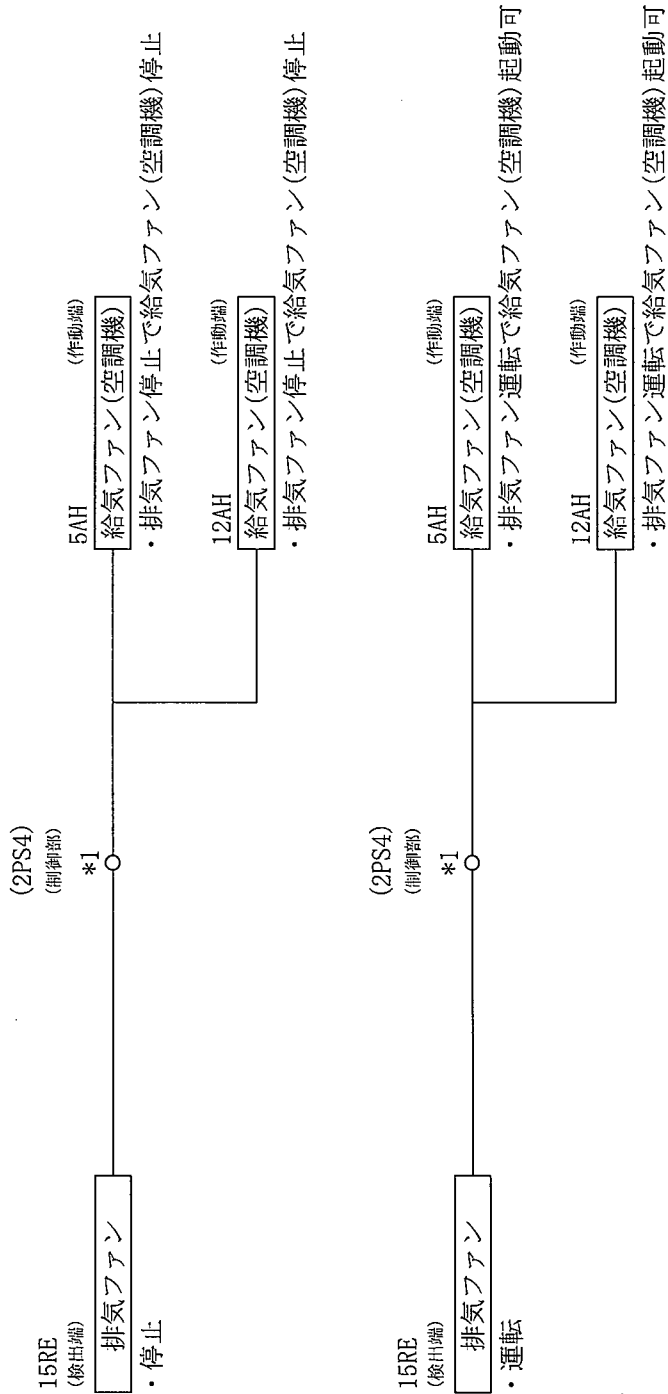 15RE
(検出端)
排気ファン
・停止
(2PS4)
(制御部)
*1
5AH
(作動端)
給気ファン(空調機)
・排気ファン停止で給気ファン(空調機)停止
12AH
(作動端)
給気ファン(空調機)
・排気ファン停止で給気ファン(空調機)停止
15RE
(検出端)
排気ファン
・運転
(2PS4)
(制御部)
*1
5AH
(作動端)
給気ファン(空調機)
・排気ファン運転で給気ファン(空調機)起動可
12AH
(作動端)
給気ファン(空調機)
・排気ファン運転で給気ファン(空調機)起動可